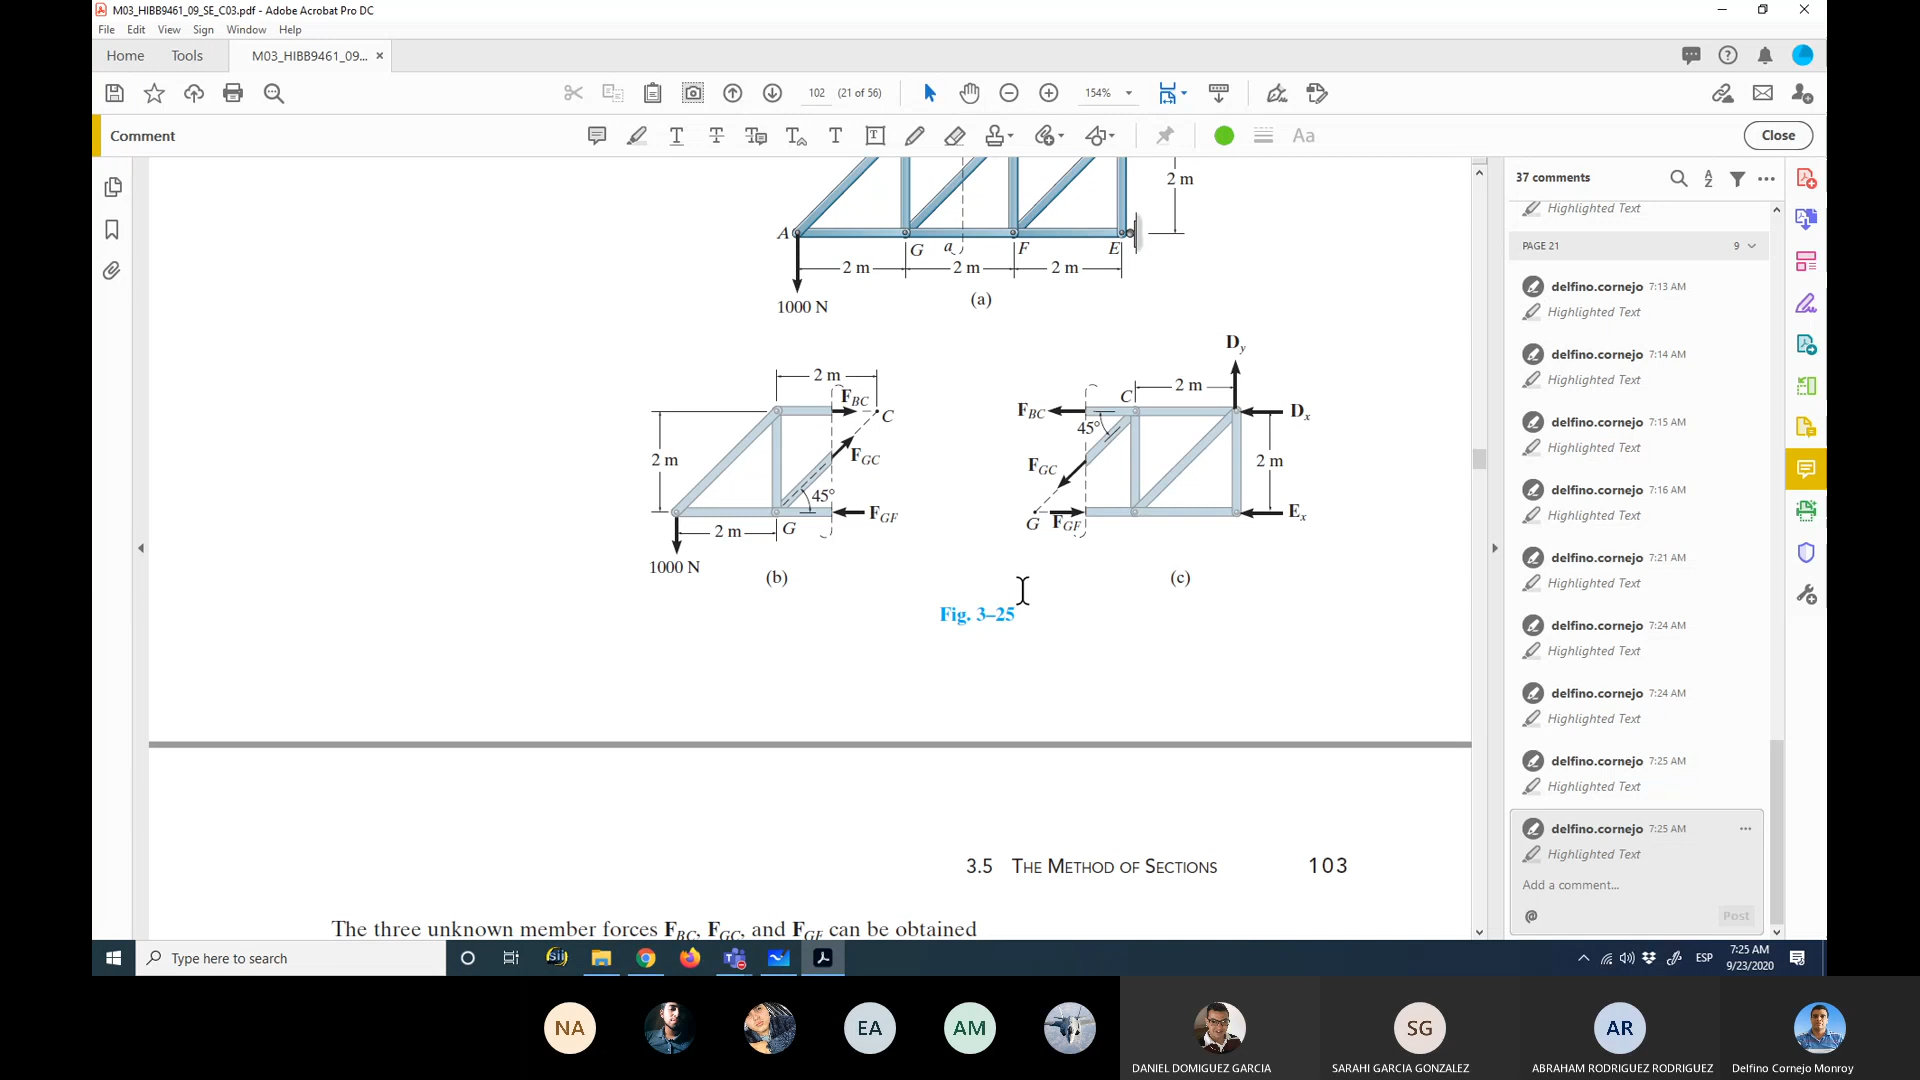 M03_HIBB9461_09_SE_C03.pdf - Adobe Acrobat Pro DC
File Edit View Sign Window Help
Home Tools M03_HIBB9461_09... ×
102 (21 of 56) 154%
Comment Aa Close
37 comments
Highlighted Text
PAGE 21 9
delfino.cornejo 7:13 AM
Highlighted Text
delfino.cornejo 7:14 AM
Highlighted Text
delfino.cornejo 7:15 AM
Highlighted Text
delfino.cornejo 7:16 AM
Highlighted Text
delfino.cornejo 7:21 AM
Highlighted Text
delfino.cornejo 7:24 AM
Highlighted Text
delfino.cornejo 7:24 AM
Highlighted Text
delfino.cornejo 7:25 AM
Highlighted Text
delfino.cornejo 7:25 AM
Highlighted Text
Add a comment...
@ Post
2 m
A G a F E
2 m 2 m 2 m
1000 N
(a)
2 m
F_BC
C
2 m
F_GC
45°
F_GF
2 m G
1000 N
(b)
D_y
2 m
C
F_BC
D_x
45°
F_GC
2 m
G F_GF
E_x
(c)
Fig. 3–25
3.5 THE METHOD OF SECTIONS 103
The three unknown member forces F_BC, F_GC, and F_GF can be obtained
Type here to search
sii
ESP
7:25 AM
9/23/2020
NA
EA
AM
SG
AR
DANIEL DOMIGUEZ GARCIA
SARAHI GARCIA GONZALEZ
ABRAHAM RODRIGUEZ RODRIGUEZ
Delfino Cornejo Monroy